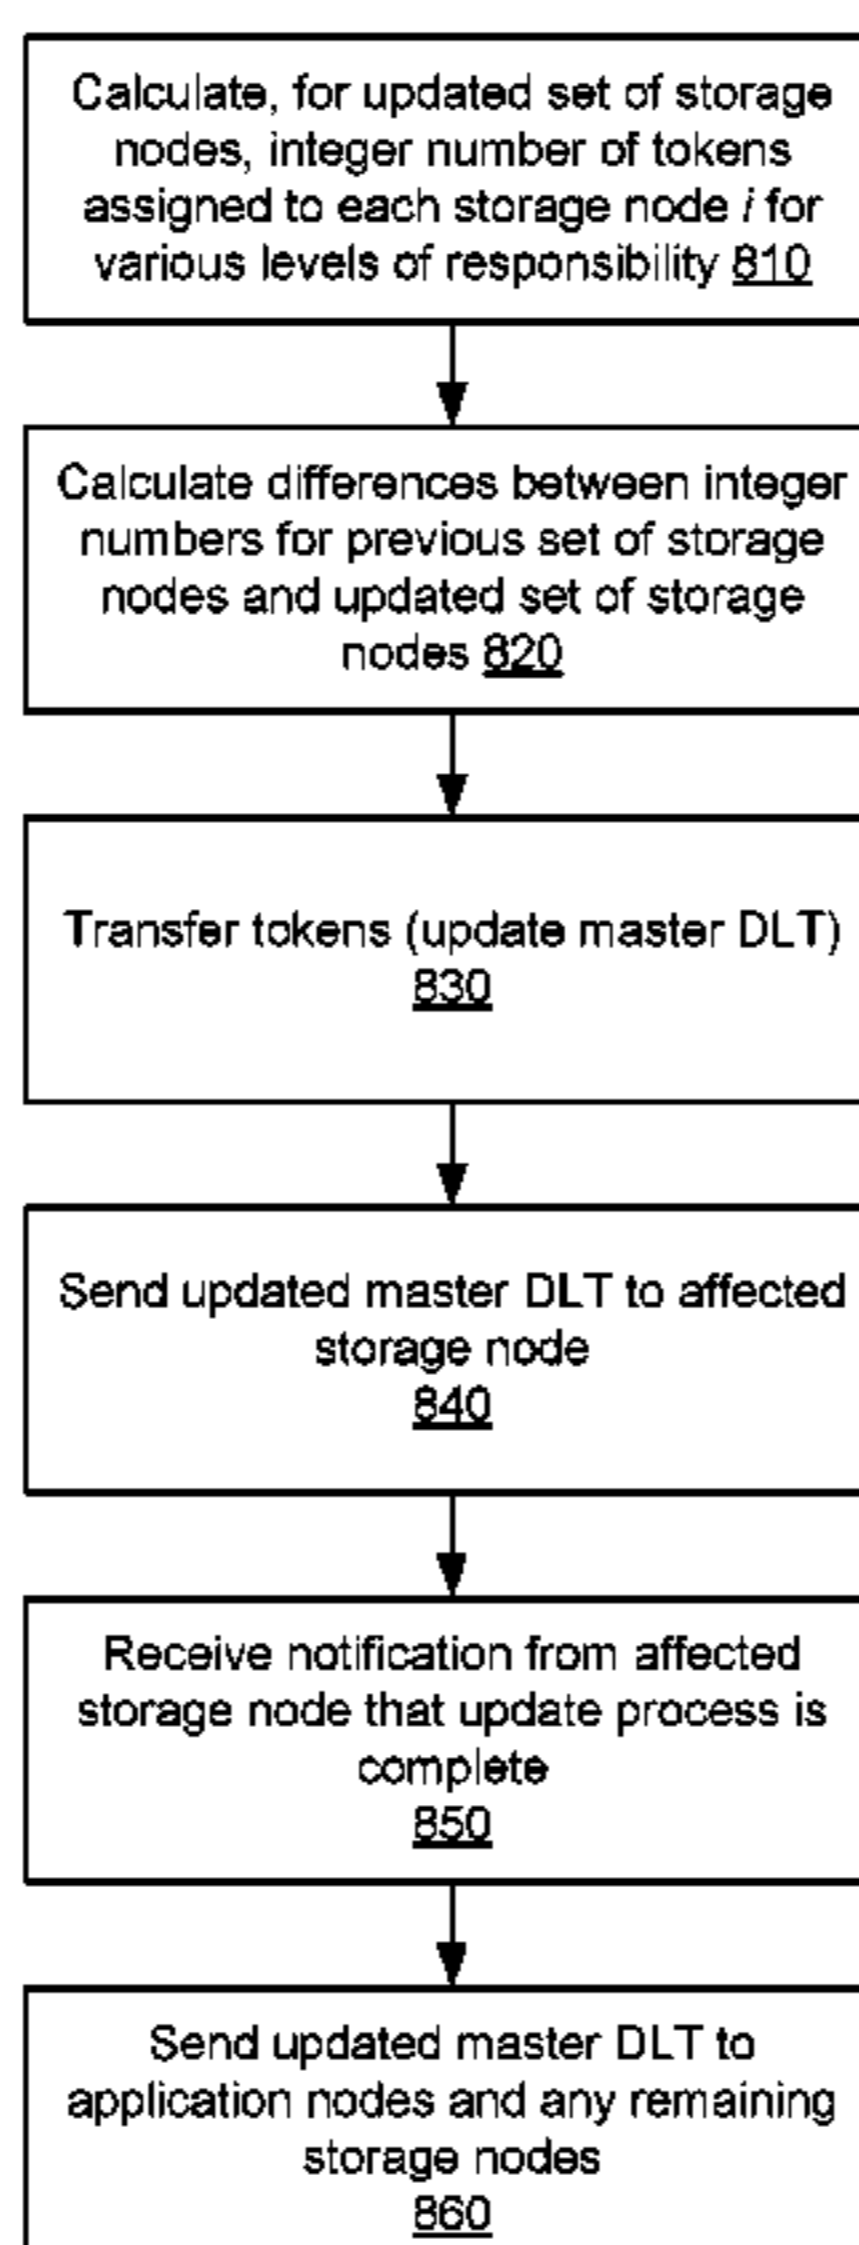 Calculate, for updated set of storage
nodes, integer number of tokens
assigned to each storage node i for
various levels of responsibility 810
Calculate differences between integer
numbers for previous set of storage
nodes and updated set of storage
nodes 820
Transfer tokens (update master DLT)
830
Send updated master DLT to affected
storage node
840
Receive notification from affected
storage node that update process is
complete
850
Send updated master DLT to
application nodes and any remaining
storage nodes
860